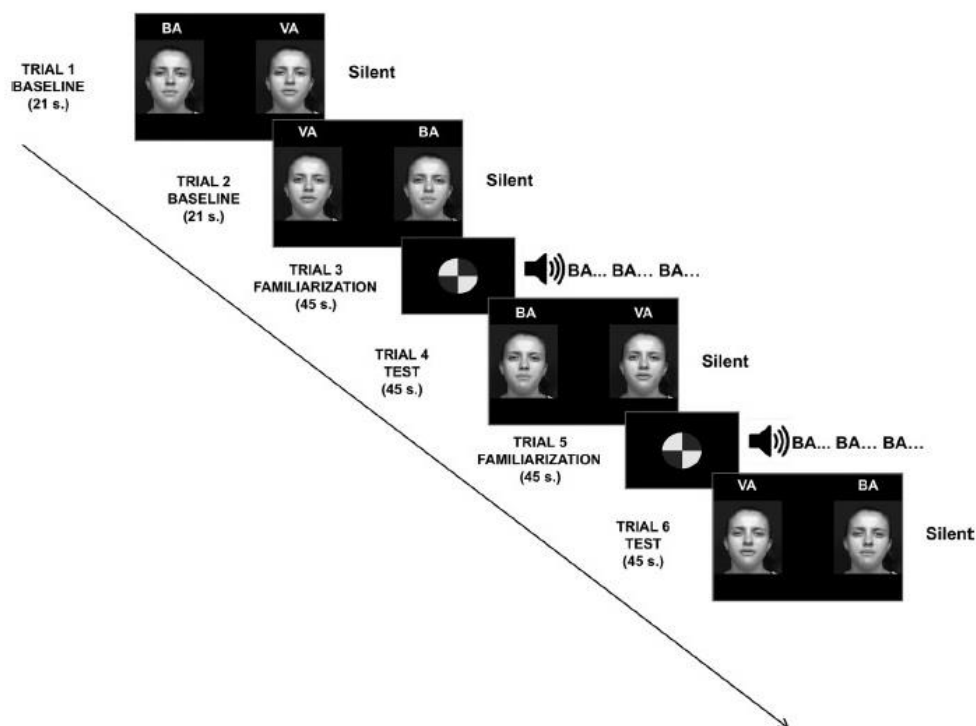 BA VA
TRIAL 1
BASELINE
(21 s.)
Silent
VA BA
TRIAL 2
BASELINE
(21 s.)
Silent
TRIAL 3
FAMILIARIZATION
(45 s.)
BA... BA... BA...
BA VA
TRIAL 4
TEST
(45 s.)
Silent
TRIAL 5
FAMILIARIZATION
(45 s.)
BA... BA... BA...
VA BA
TRIAL 6
TEST
(45 s.)
Silent